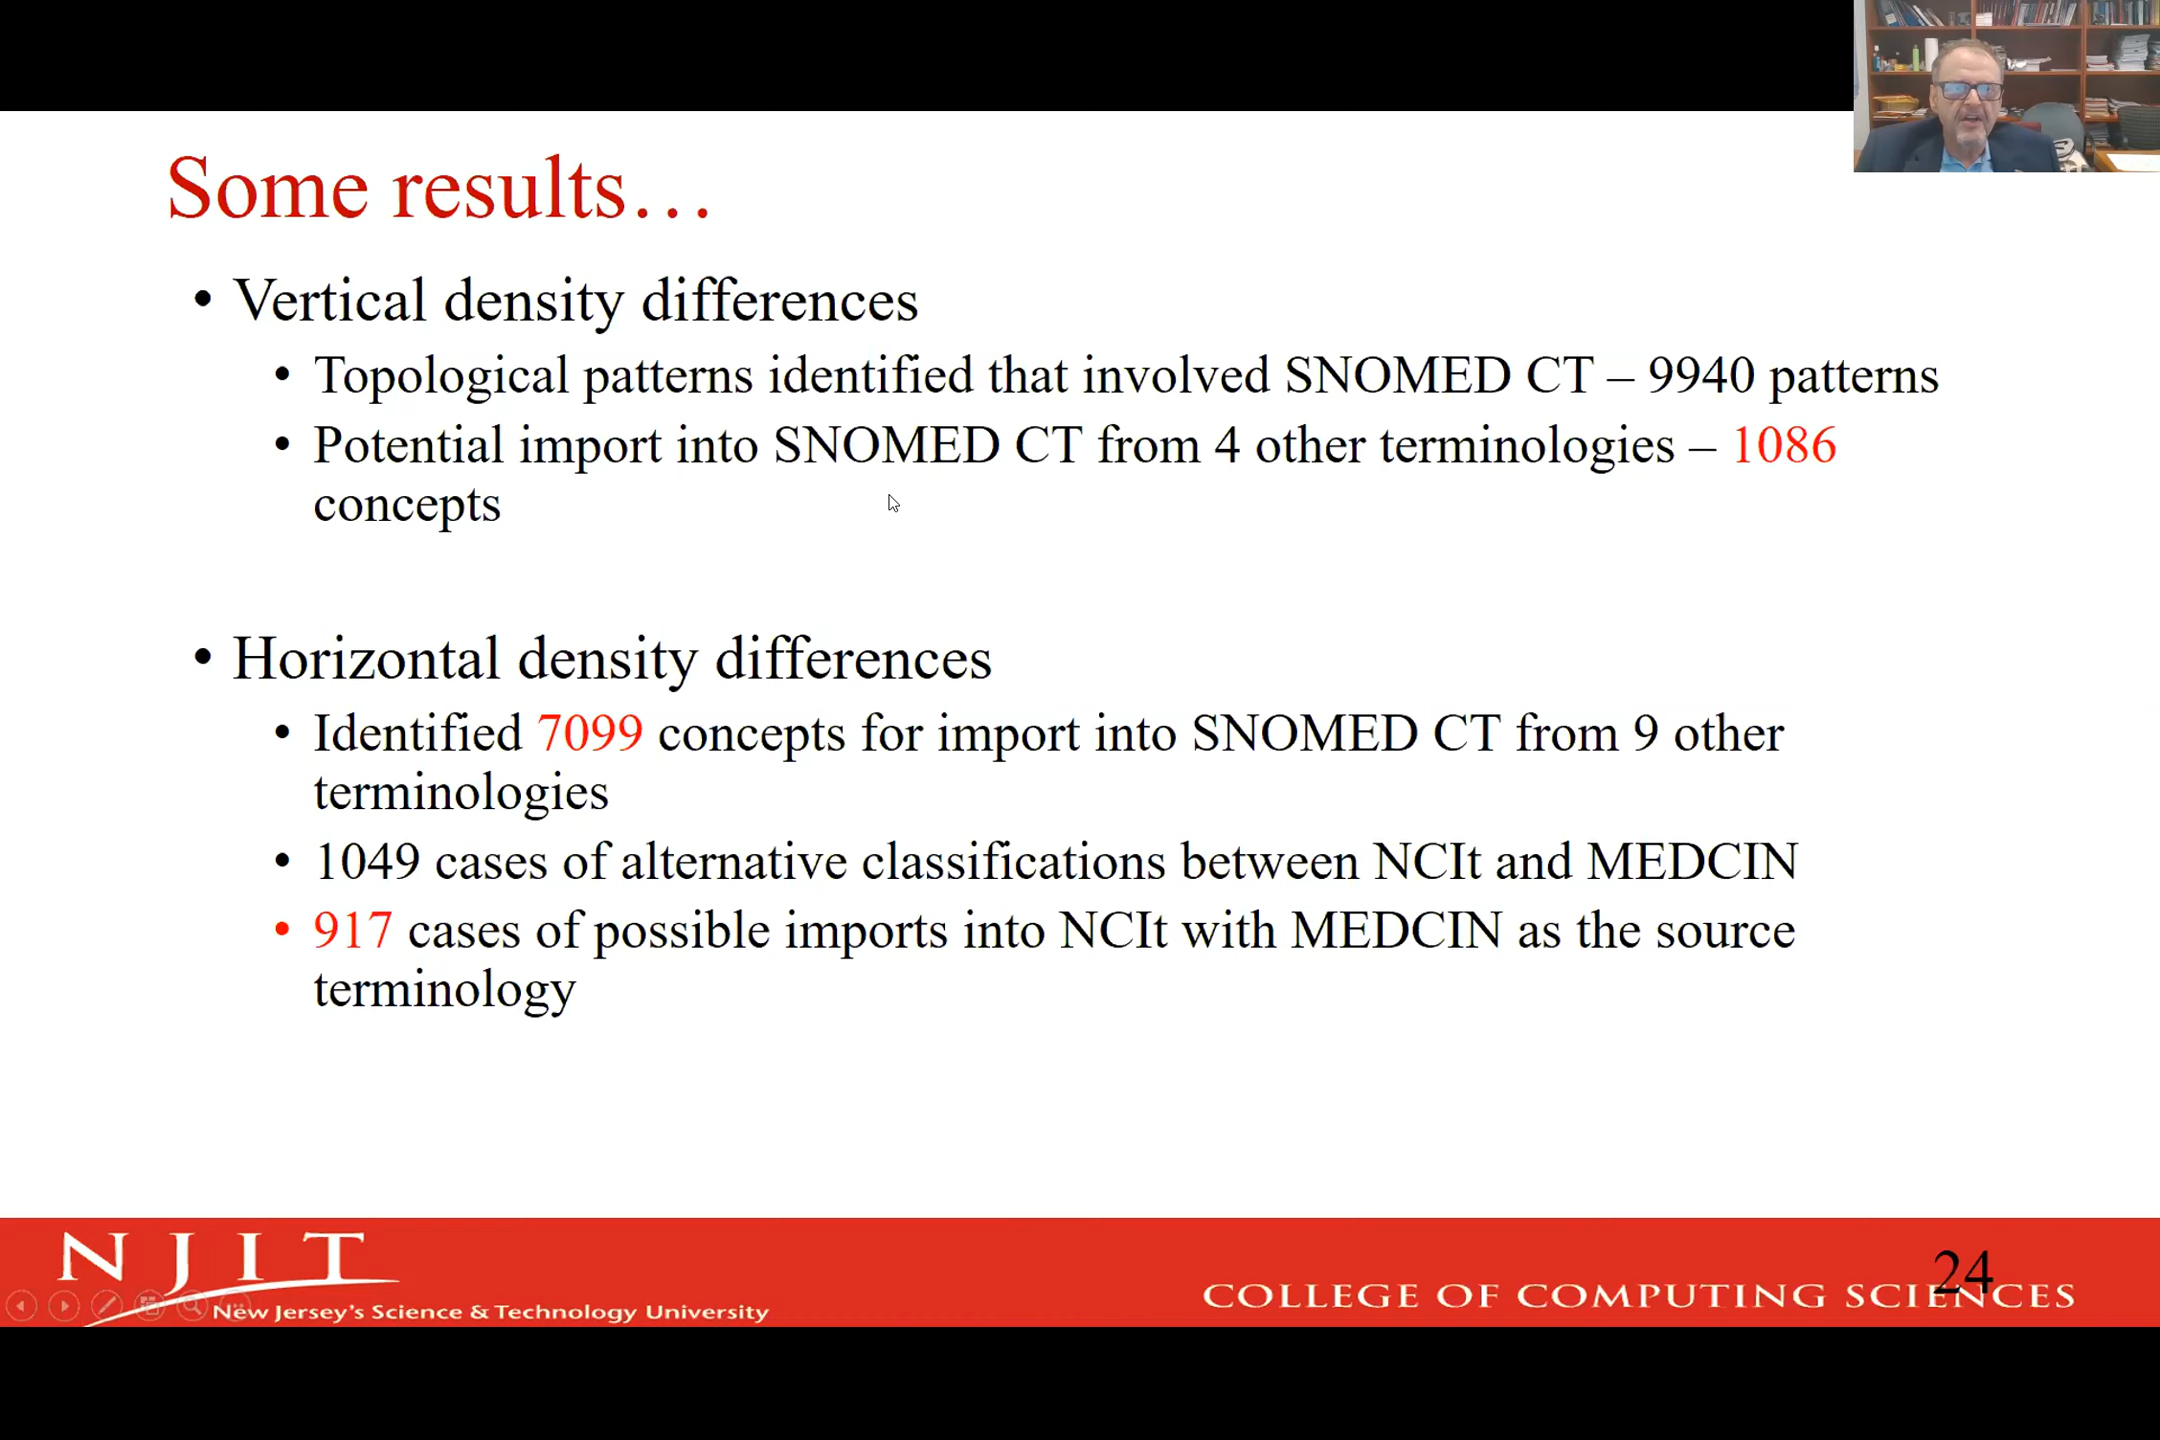 Some results…
• Vertical density differences
• Topological patterns identified that involved SNOMED CT – 9940 patterns
• Potential import into SNOMED CT from 4 other terminologies – 1086
concepts
• Horizontal density differences
• Identified 7099 concepts for import into SNOMED CT from 9 other
terminologies
• 1049 cases of alternative classifications between NCIt and MEDCIN
• 917 cases of possible imports into NCIt with MEDCIN as the source
terminology
NJIT
New Jersey's Science & Technology University
24
COLLEGE OF COMPUTING SCIENCES